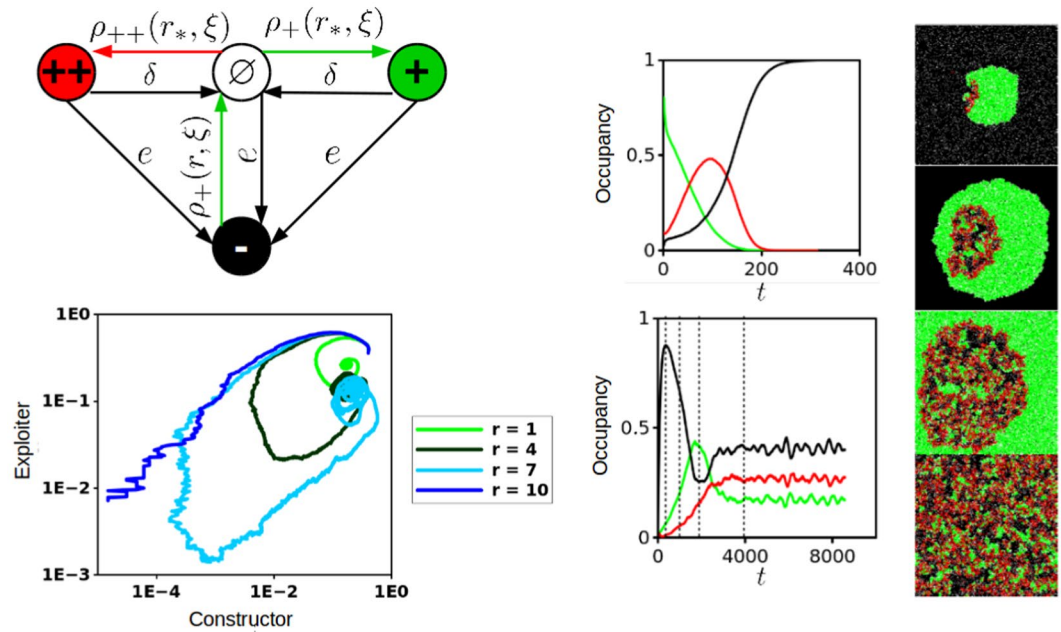 ρ₊₊(r*, ξ) ρ₊(r*, ξ)
++ δ ∅ δ +
e ρ₊(r, ξ) e e
-
1E0
1E-1
1E-2
1E-3
Exploiter
1E-4 1E-2 1E0
Constructor
r = 1
r = 4
r = 7
r = 10
1
0.5
0
Occupancy
0 200 400
t
1
0.5
0
Occupancy
0 4000 8000
t